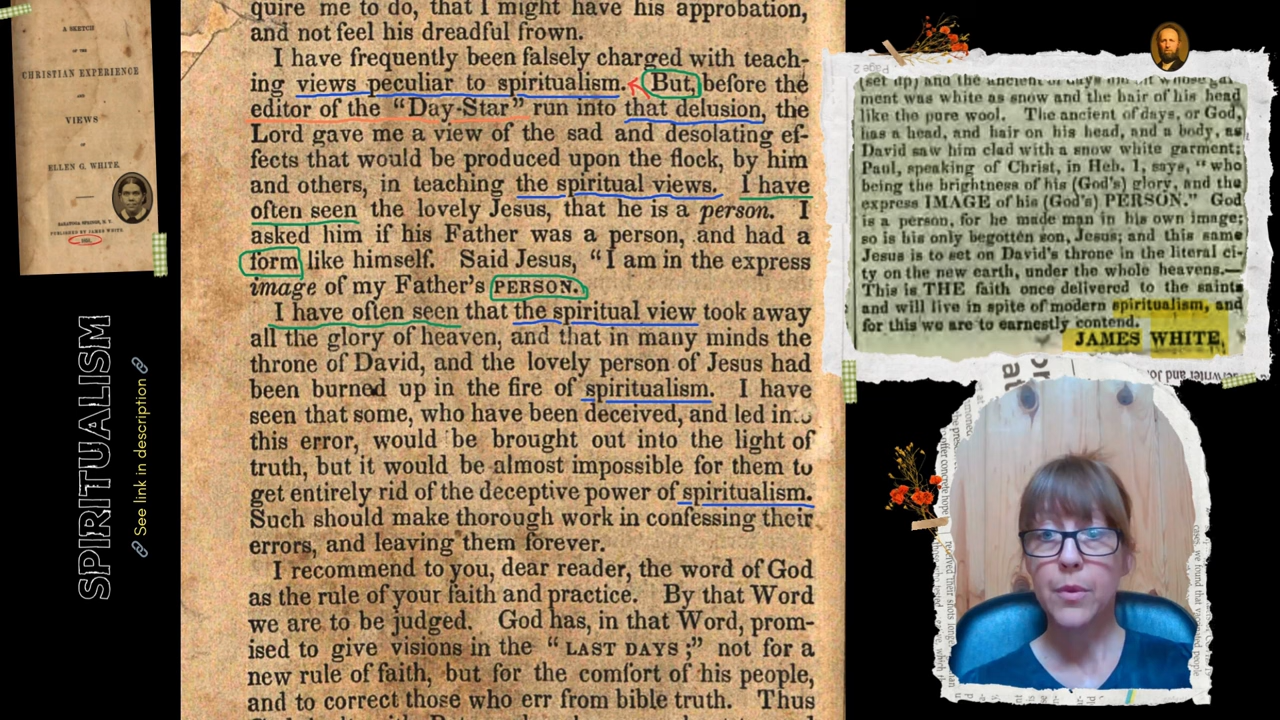 A SKETCH
OF THE
CHRISTIAN EXPERIENCE
AND
VIEWS
OF
ELLEN G. WHITE,
SARATOGA SPRINGS, N. Y.
PUBLISHED BY JAMES WHITE.
SPIRITUALISM
See link in description
quire me to do, that I might have his approbation,
and not feel his dreadful frown.
I have frequently been falsely charged with teach-
ing views peculiar to spiritualism. But, before the
editor of the "Day-Star" run into that delusion, the
Lord gave me a view of the sad and desolating ef-
fects that would be produced upon the flock, by him
and others, in teaching the spiritual views. I have
often seen the lovely Jesus, that he is a person. I
asked him if his Father was a person, and had a
form like himself. Said Jesus, "I am in the express
image of my Father's PERSON.
I have often seen that the spiritual view took away
all the glory of heaven, and that in many minds the
throne of David, and the lovely person of Jesus had
been burned up in the fire of spiritualism. I have
seen that some, who have been deceived, and led into
this error, would be brought out into the light of
truth, but it would be almost impossible for them to
get entirely rid of the deceptive power of spiritualism.
Such should make thorough work in confessing their
errors, and leaving them forever.
I recommend to you, dear reader, the word of God
as the rule of your faith and practice. By that Word
we are to be judged. God has, in that Word, prom-
ised to give visions in the "LAST DAYS;" not for a
new rule of faith, but for the comfort of his people,
and to correct those who err from bible truth. Thus
Page 2
(set up) and the ancient of days did sit whose gar
ment was white as snow and the hair of his head
like the pure wool. The ancient of days, or God,
has a head, and hair on his head, and a body, as
David saw him clad with a snow white garment;
Paul, speaking of Christ, in Heb. 1, says, "who
being the brightness of his (God's) glory, and the
express IMAGE of his (God's) PERSON." God
is a person, for he made man in his own image;
so is his only begotten son, Jesus; and this same
Jesus is to set on David's throne in the literal ci-
ty on the new earth, under the whole heavens.—
This is THE faith once delivered to the saints
and will live in spite of modern spiritualism, and
for this we are to earnestly contend.
JAMES WHITE,